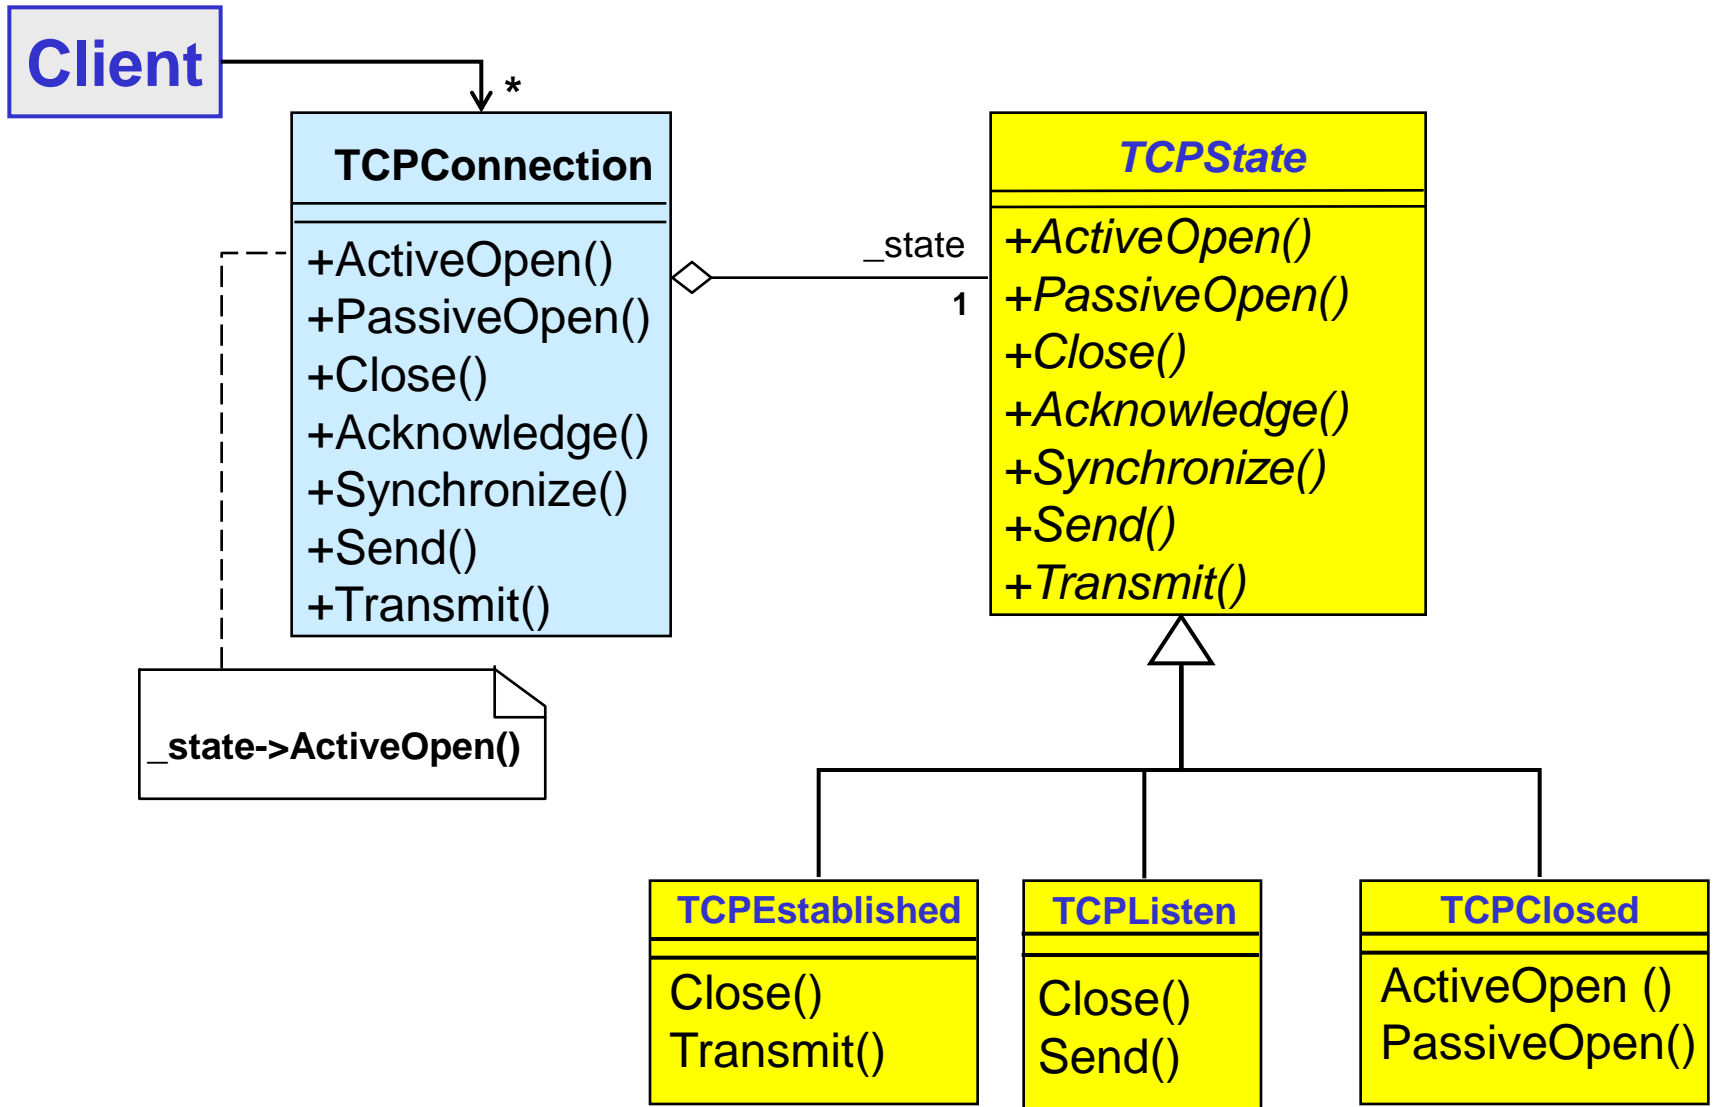 Client
*
TCPConnection
+ActiveOpen()
+PassiveOpen()
+Close()
+Acknowledge()
+Synchronize()
+Send()
+Transmit()
_state
1
TCPState
+ActiveOpen()
+PassiveOpen()
+Close()
+Acknowledge()
+Synchronize()
+Send()
+Transmit()
_state->ActiveOpen()
TCPEstablished
Close()
Transmit()
TCPListen
Close()
Send()
TCPClosed
ActiveOpen ()
PassiveOpen()